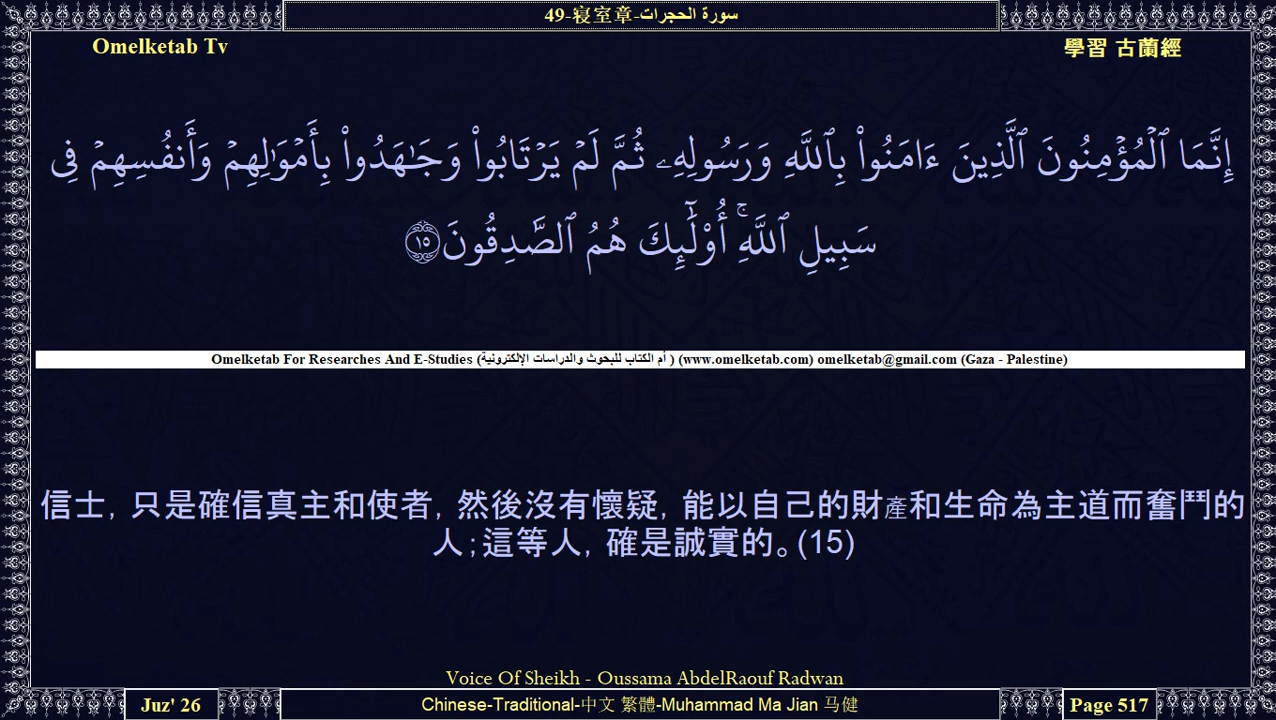 49-寢室章-سورة الحجرات
Omelketab Tv
學習 古蘭經
إِنَّمَا ٱلْمُؤْمِنُونَ ٱلَّذِينَ ءَامَنُوا۟ بِٱللَّهِ وَرَسُولِهِۦ ثُمَّ لَمْ يَرْتَابُوا۟ وَجَـٰهَدُوا۟ بِأَمْوَٰلِهِمْ وَأَنفُسِهِمْ فِى
سَبِيلِ ٱللَّهِ ۚ أُو۟لَـٰٓئِكَ هُمُ ٱلصَّـٰدِقُونَ ١٥
Omelketab For Researches And E-Studies (أم الكتاب للبحوث والدراسات الإلكترونية ) (www.omelketab.com) omelketab@gmail.com (Gaza - Palestine)
信士，只是確信真主和使者，然後沒有懷疑，能以自己的財產和生命為主道而奮鬥的
人；這等人，確是誠實的。(15)
Voice Of Sheikh - Oussama AbdelRaouf Radwan
Juz' 26
Chinese-Traditional-中文 繁體-Muhammad Ma Jian 马健
Page 517